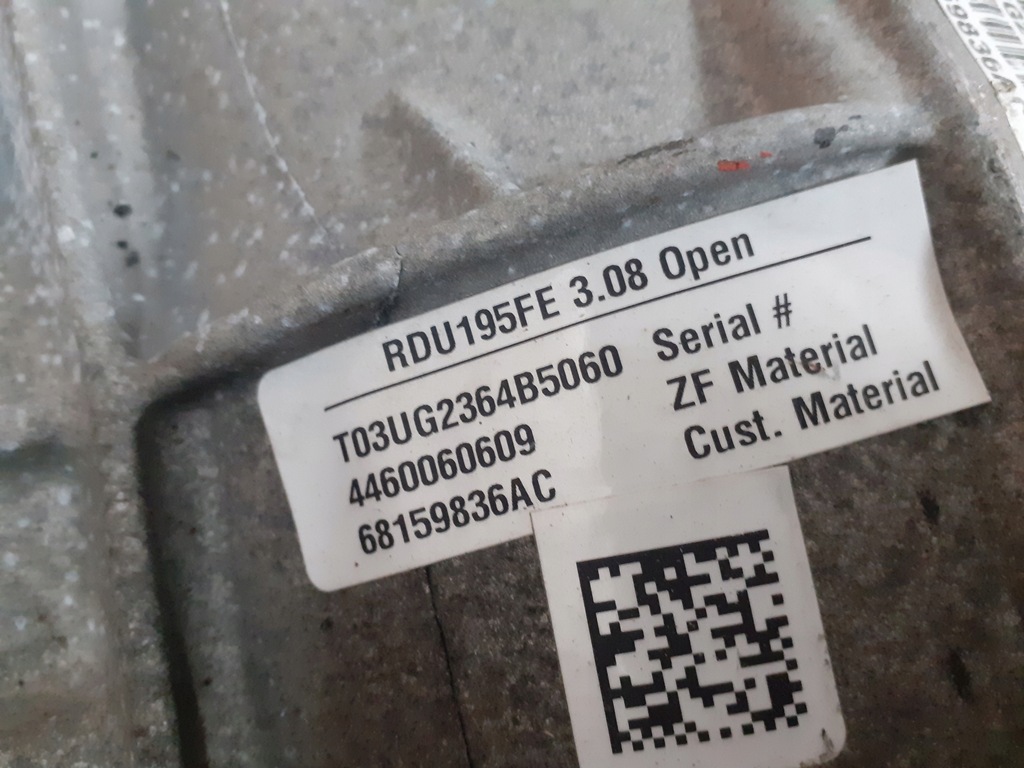 RDU195FE 3.08 Open
T03UG2364B5060 Serial #
4460060609 ZF Material
68159836AC Cust. Material